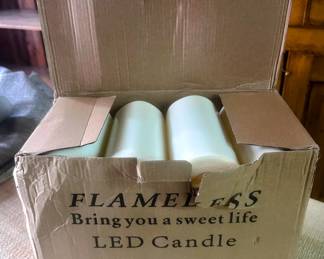 FLAMELESS
Bring you a sweet life
LED Candle